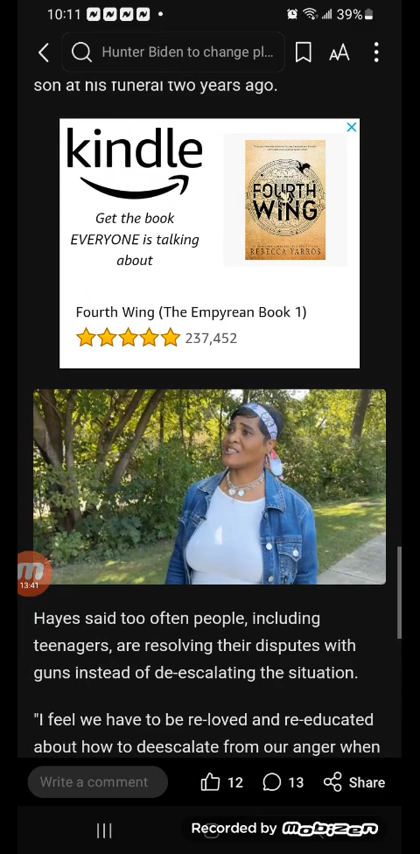 10:11
39%
Hunter Biden to change pl...
AA
son at his funeral two years ago.
kindle
Get the book
EVERYONE is talking
about
FOURTH
WING
REBECCA YARROS
Fourth Wing (The Empyrean Book 1)
237,452
13:41
Hayes said too often people, including
teenagers, are resolving their disputes with
guns instead of de-escalating the situation.
"I feel we have to be re-loved and re-educated
about how to deescalate from our anger when
Write a comment
12
13
Share
Recorded by mobizen